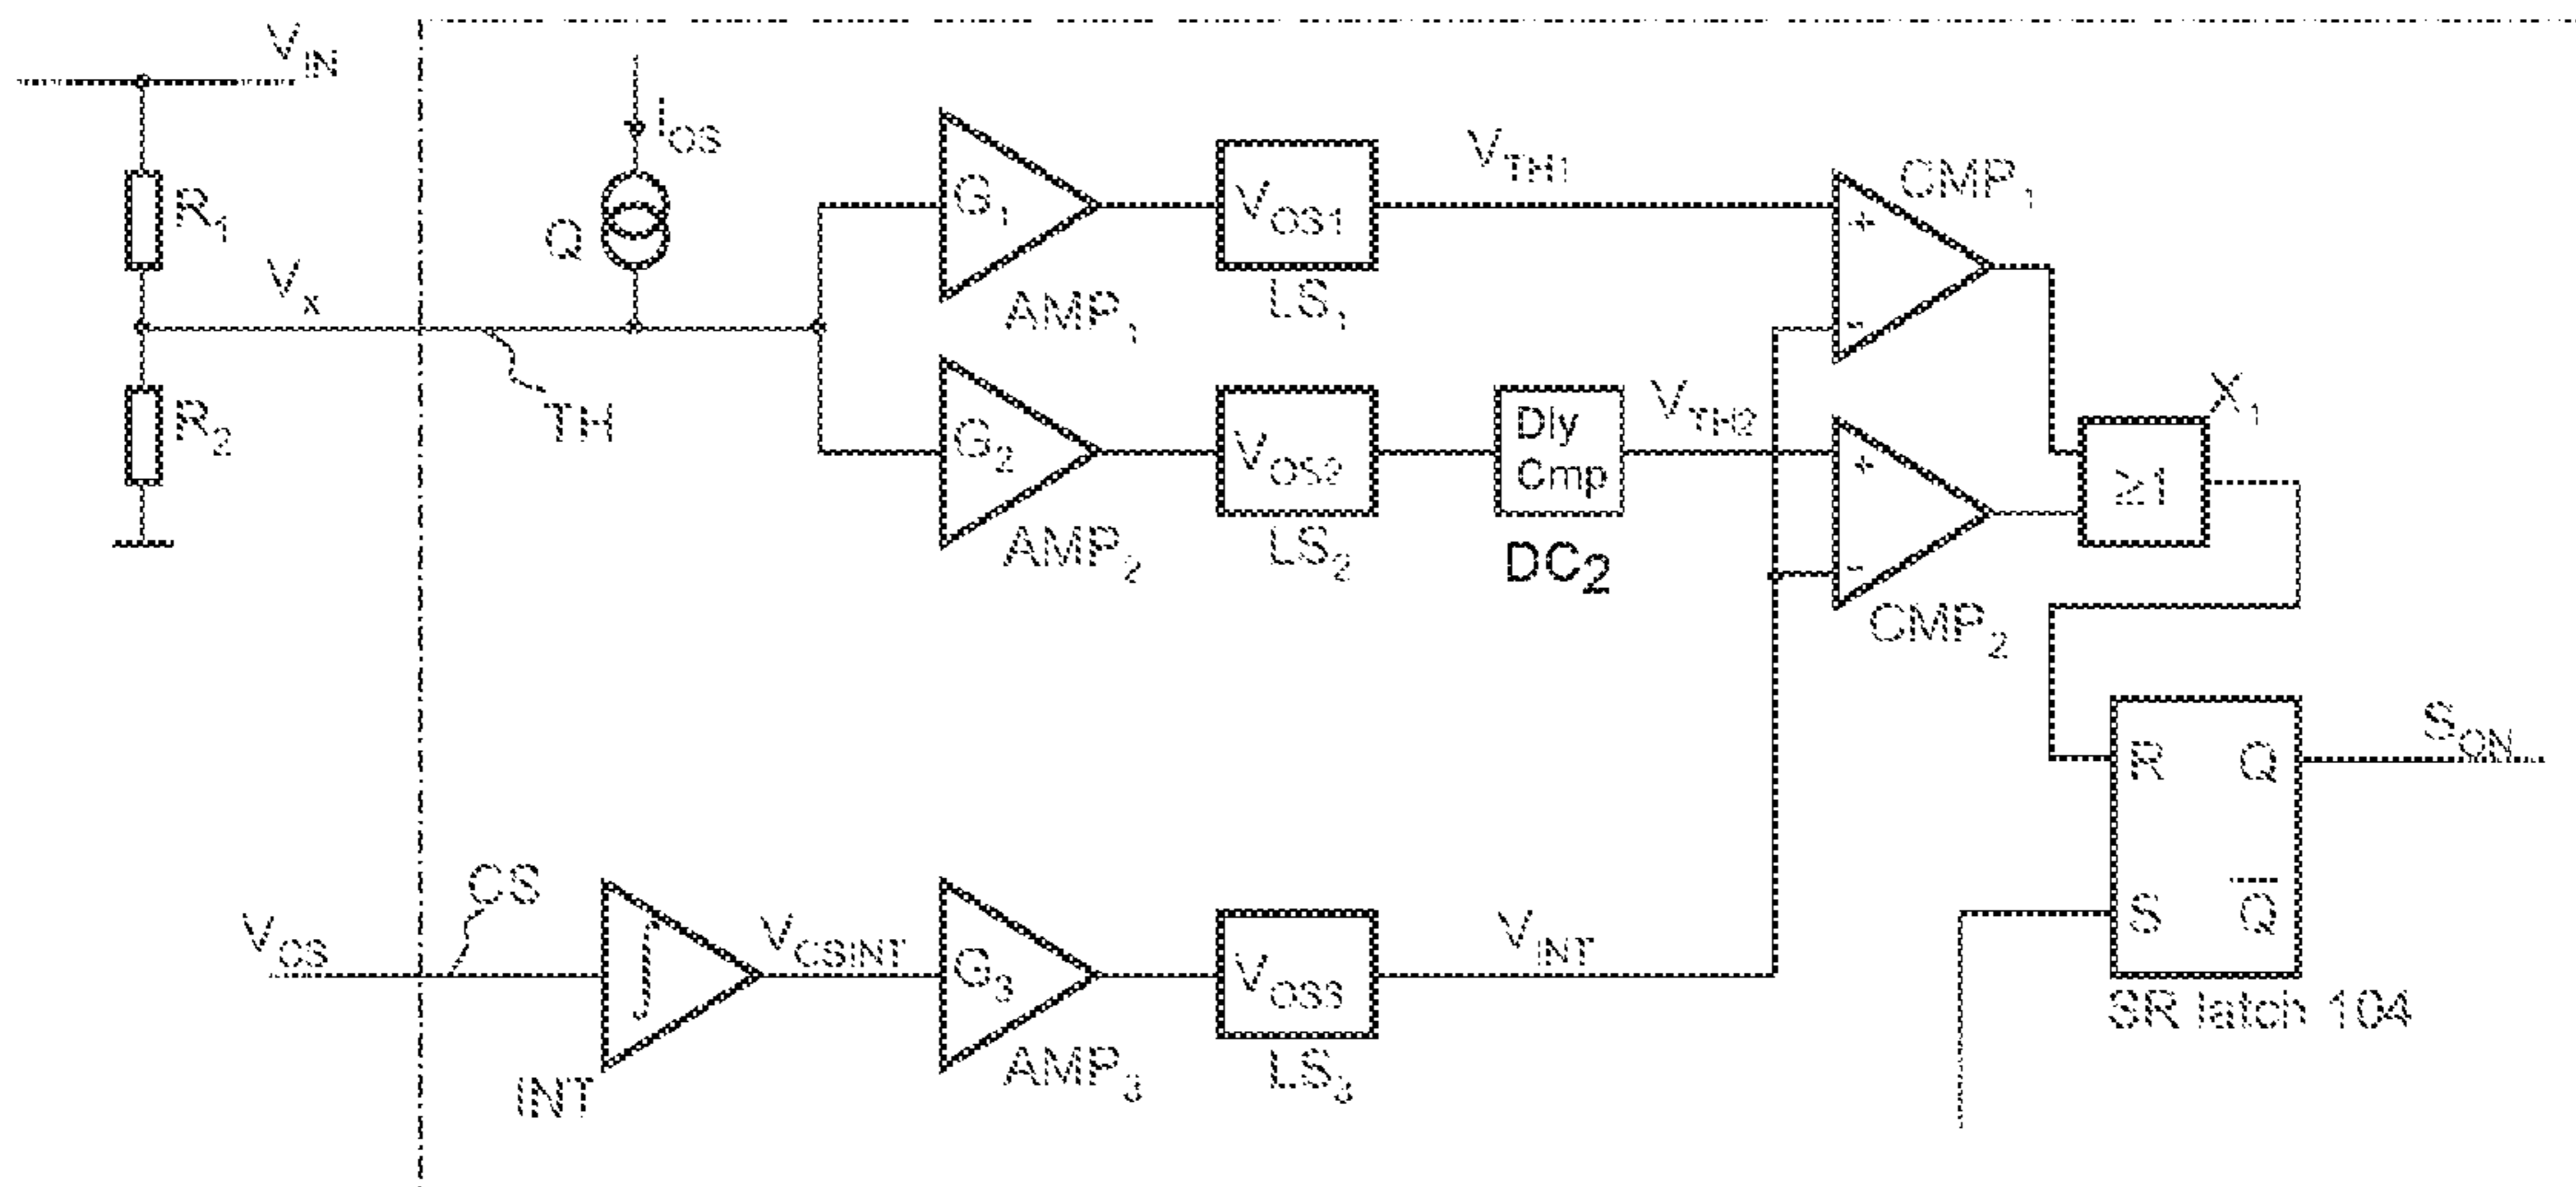 V_IN
I_OS
Q
R_1
V_X
R_2
TH
G_1
AMP_1
V_OS1
LS_1
V_TH1
CMP_1
+
-
G_2
AMP_2
V_OS2
LS_2
Dly
Cmp
DC_2
V_TH2
+
-
CMP_2
X_1
≥1
R Q
S Q̅
SR latch 104
S_ON
V_CS
CS
∫
INT
V_CSINT
G_3
AMP_3
V_OS3
LS_3
V_INT